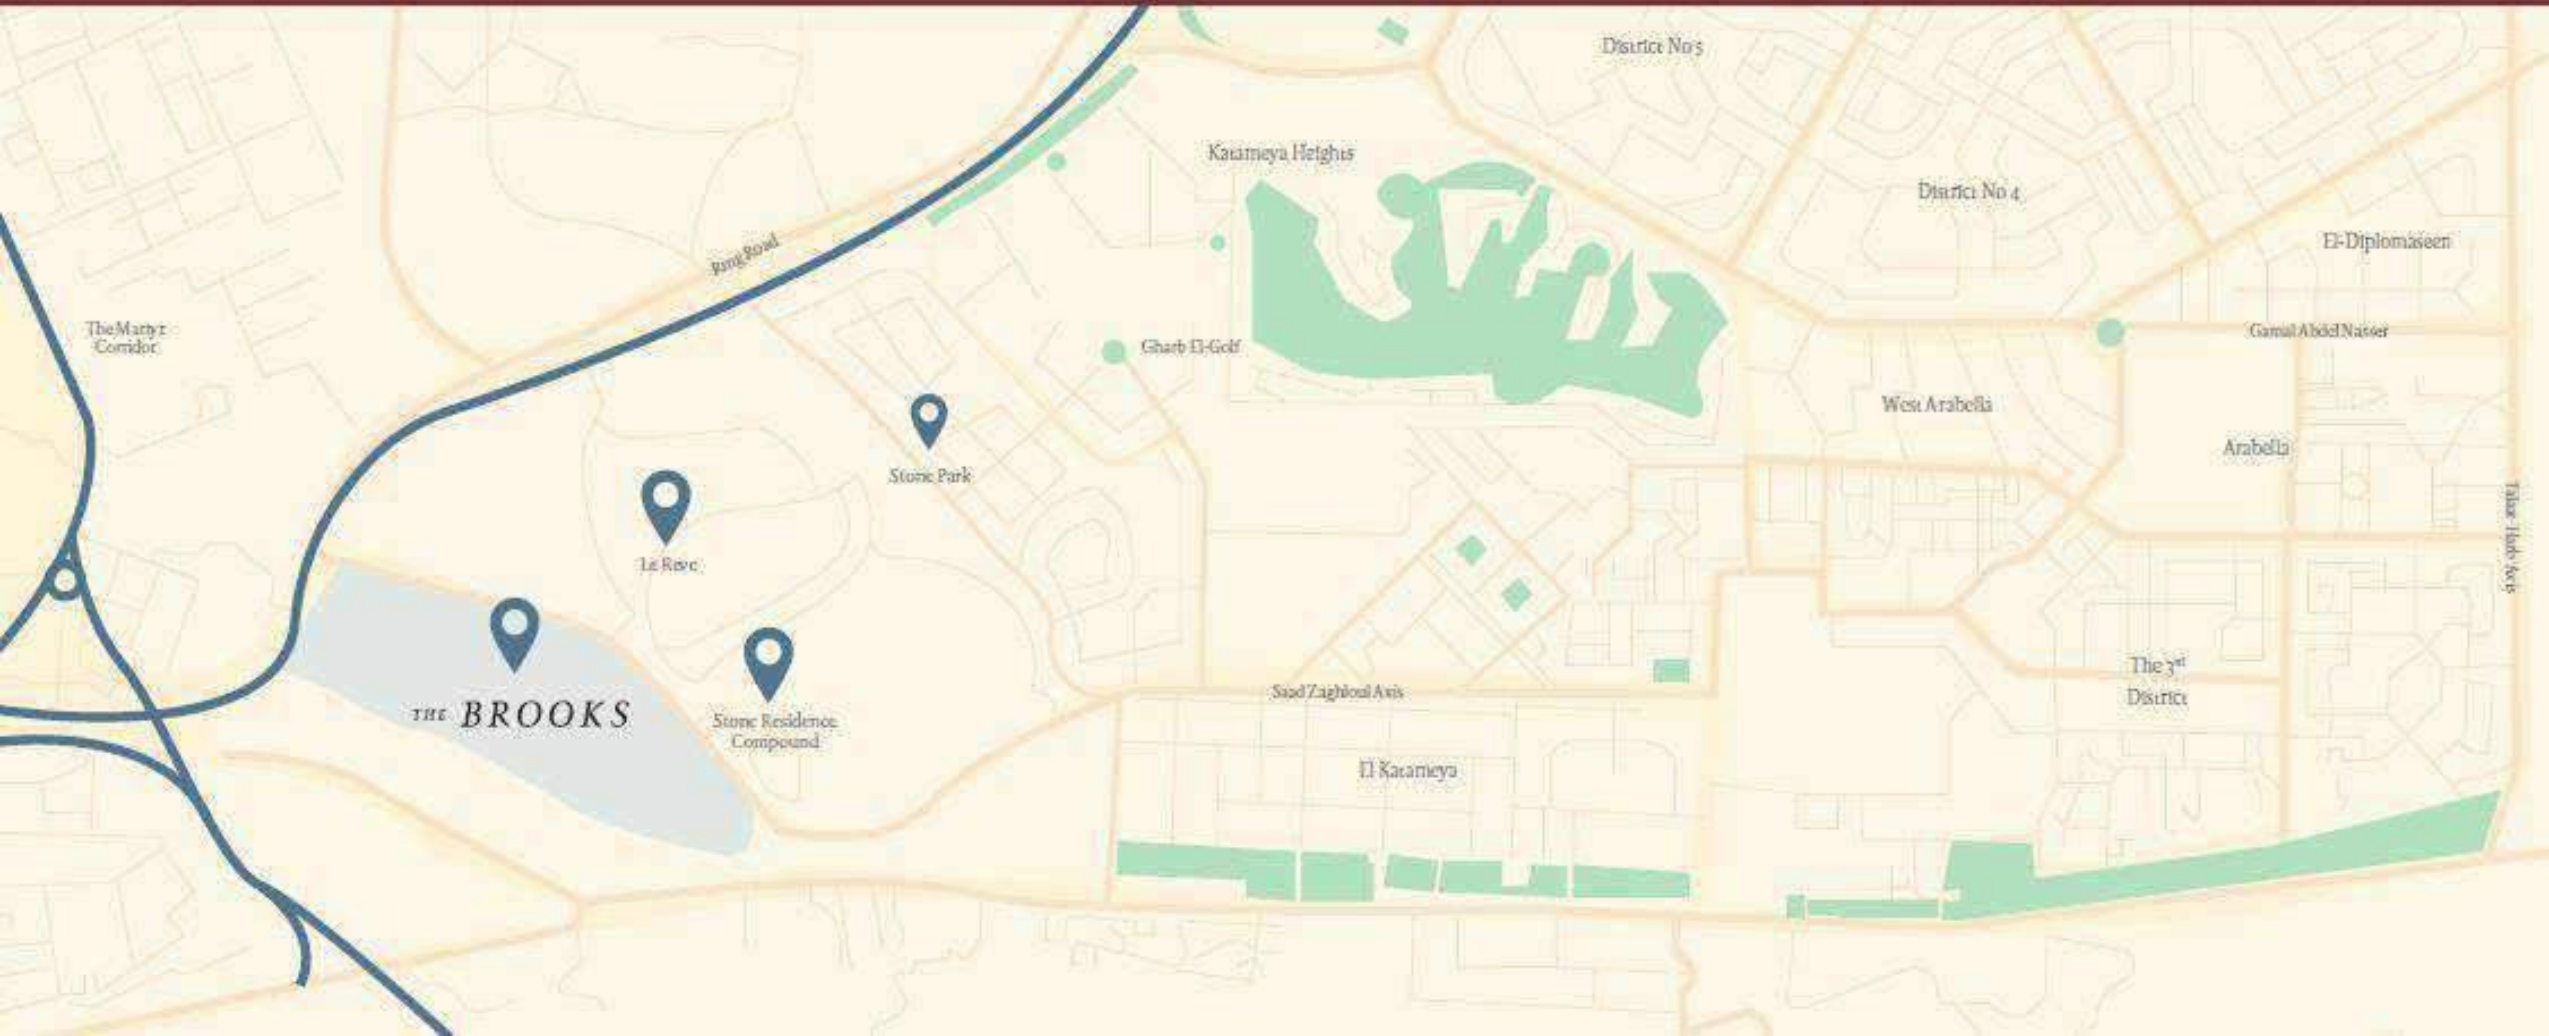 District No 5
Katameya Heights
District No 4
El-Diplomaseen
Ring Road
The Martyr
Corridor
Gharb El-Golf
Gamal Abdel Nasser
West Arabella
Arabella
Stone Park
Le Reve
The 3rd
District
Saad Zaghloul Axis
THE BROOKS
Stone Residence
Compound
El Katameya